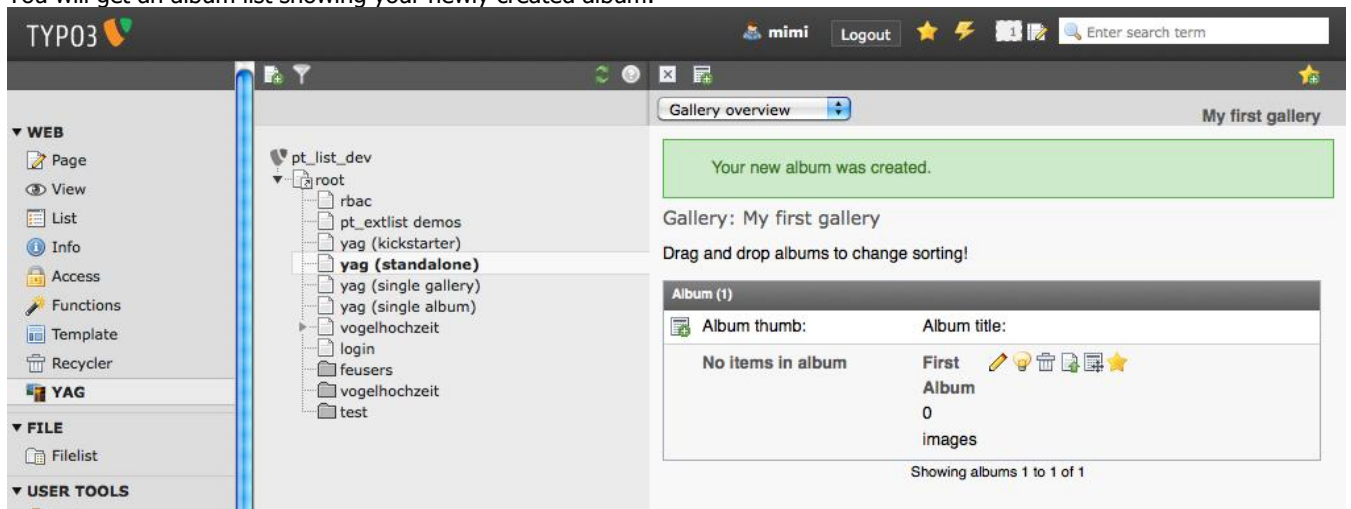 You will get an album list showing your newly created album.
TYPO3
mimi
Logout
1
Enter search term
Gallery overview
My first gallery
▼ WEB
Page
View
List
Info
Access
Functions
Template
Recycler
YAG
▼ FILE
Filelist
▼ USER TOOLS
pt_list_dev
root
rbac
pt_extlist demos
yag (kickstarter)
yag (standalone)
yag (single gallery)
yag (single album)
vogelhochzeit
login
feusers
vogelhochzeit
test
Your new album was created.
Gallery: My first gallery
Drag and drop albums to change sorting!
Album (1)
Album thumb: Album title:
No items in album First
Album
0
images
Showing albums 1 to 1 of 1